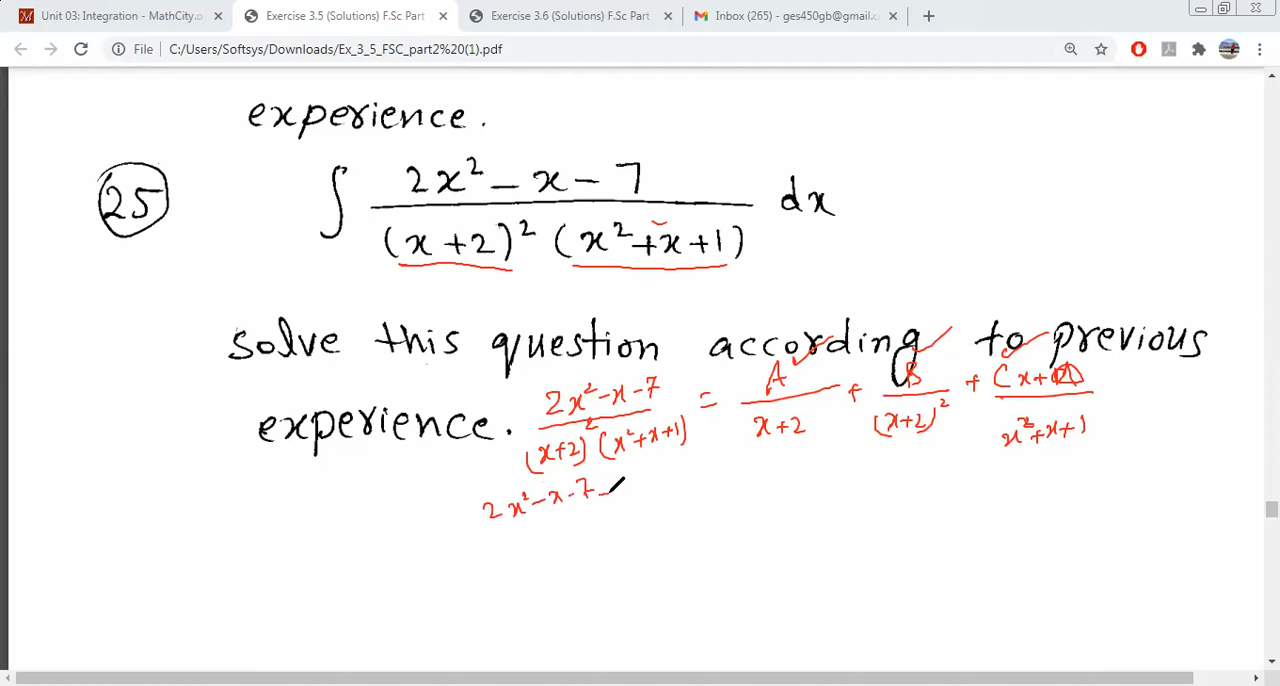 Unit 03: Integration - MathCity.o
Exercise 3.5 (Solutions) F.Sc Part
Exercise 3.6 (Solutions) F.Sc Part
Inbox (265) - ges450gb@gmail.c
File
C:/Users/Softsys/Downloads/Ex_3_5_FSC_part2%20(1).pdf
experience.
25 ∫ (2x² - x - 7) / ((x+2)² (x²+x+1)) dx
solve this question according to previous
experience.
(2x²-x-7) / ((x+2)² (x²+x+1)) = A/(x+2) + B/(x+2)² + (Cx+D)/(x²+x+1)
2x²-x-7